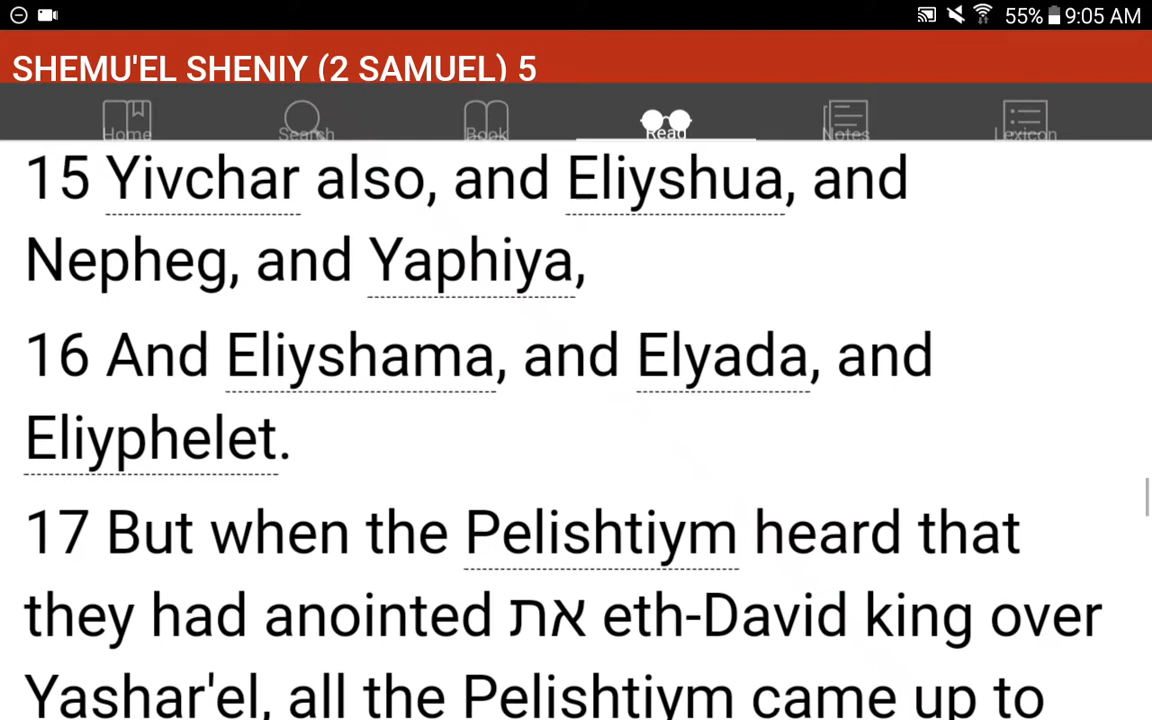 55% 9:05 AM
SHEMU'EL SHENIY (2 SAMUEL) 5
Home Search Book Read Notes Lexicon
15 Yivchar also, and Eliyshua, and
Nepheg, and Yaphiya,
16 And Eliyshama, and Elyada, and
Eliyphelet.
17 But when the Pelishtiym heard that
they had anointed את eth-David king over
Yashar'el, all the Pelishtiym came up to